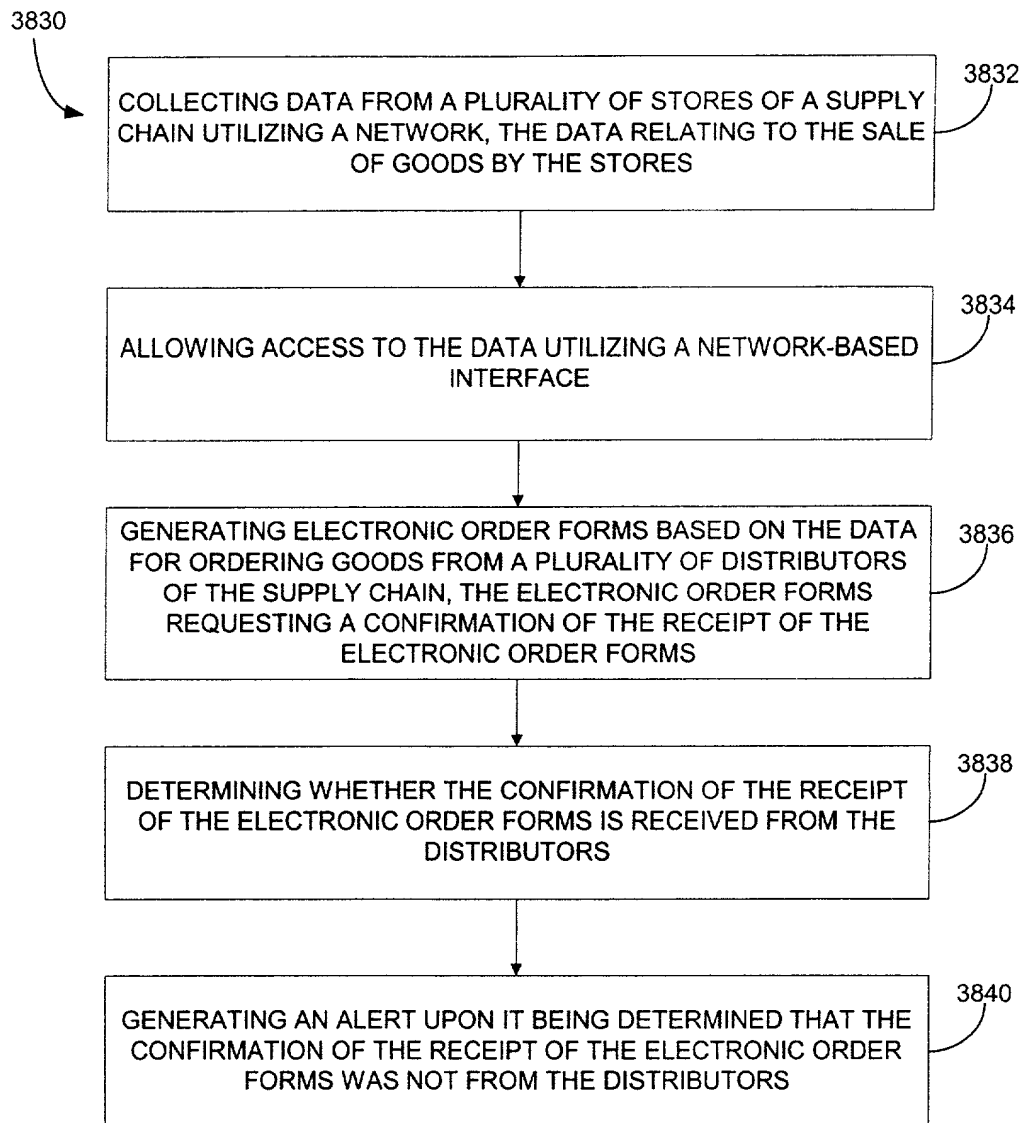 3830
3832
COLLECTING DATA FROM A PLURALITY OF STORES OF A SUPPLY
CHAIN UTILIZING A NETWORK, THE DATA RELATING TO THE SALE
OF GOODS BY THE STORES
3834
ALLOWING ACCESS TO THE DATA UTILIZING A NETWORK-BASED
INTERFACE
3836
GENERATING ELECTRONIC ORDER FORMS BASED ON THE DATA
FOR ORDERING GOODS FROM A PLURALITY OF DISTRIBUTORS
OF THE SUPPLY CHAIN, THE ELECTRONIC ORDER FORMS
REQUESTING A CONFIRMATION OF THE RECEIPT OF THE
ELECTRONIC ORDER FORMS
3838
DETERMINING WHETHER THE CONFIRMATION OF THE RECEIPT
OF THE ELECTRONIC ORDER FORMS IS RECEIVED FROM THE
DISTRIBUTORS
3840
GENERATING AN ALERT UPON IT BEING DETERMINED THAT THE
CONFIRMATION OF THE RECEIPT OF THE ELECTRONIC ORDER
FORMS WAS NOT FROM THE DISTRIBUTORS